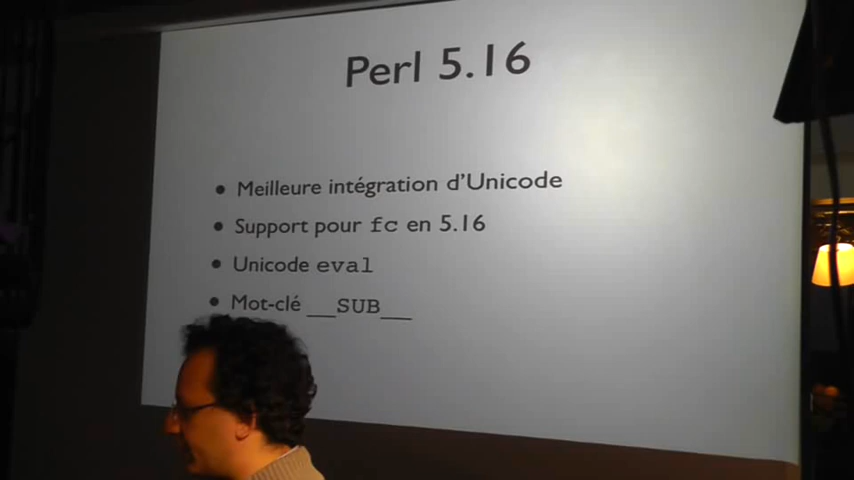 Perl 5.16
• Meilleure intégration d'Unicode
• Support pour fc en 5.16
• Unicode eval
• Mot-clé __SUB__